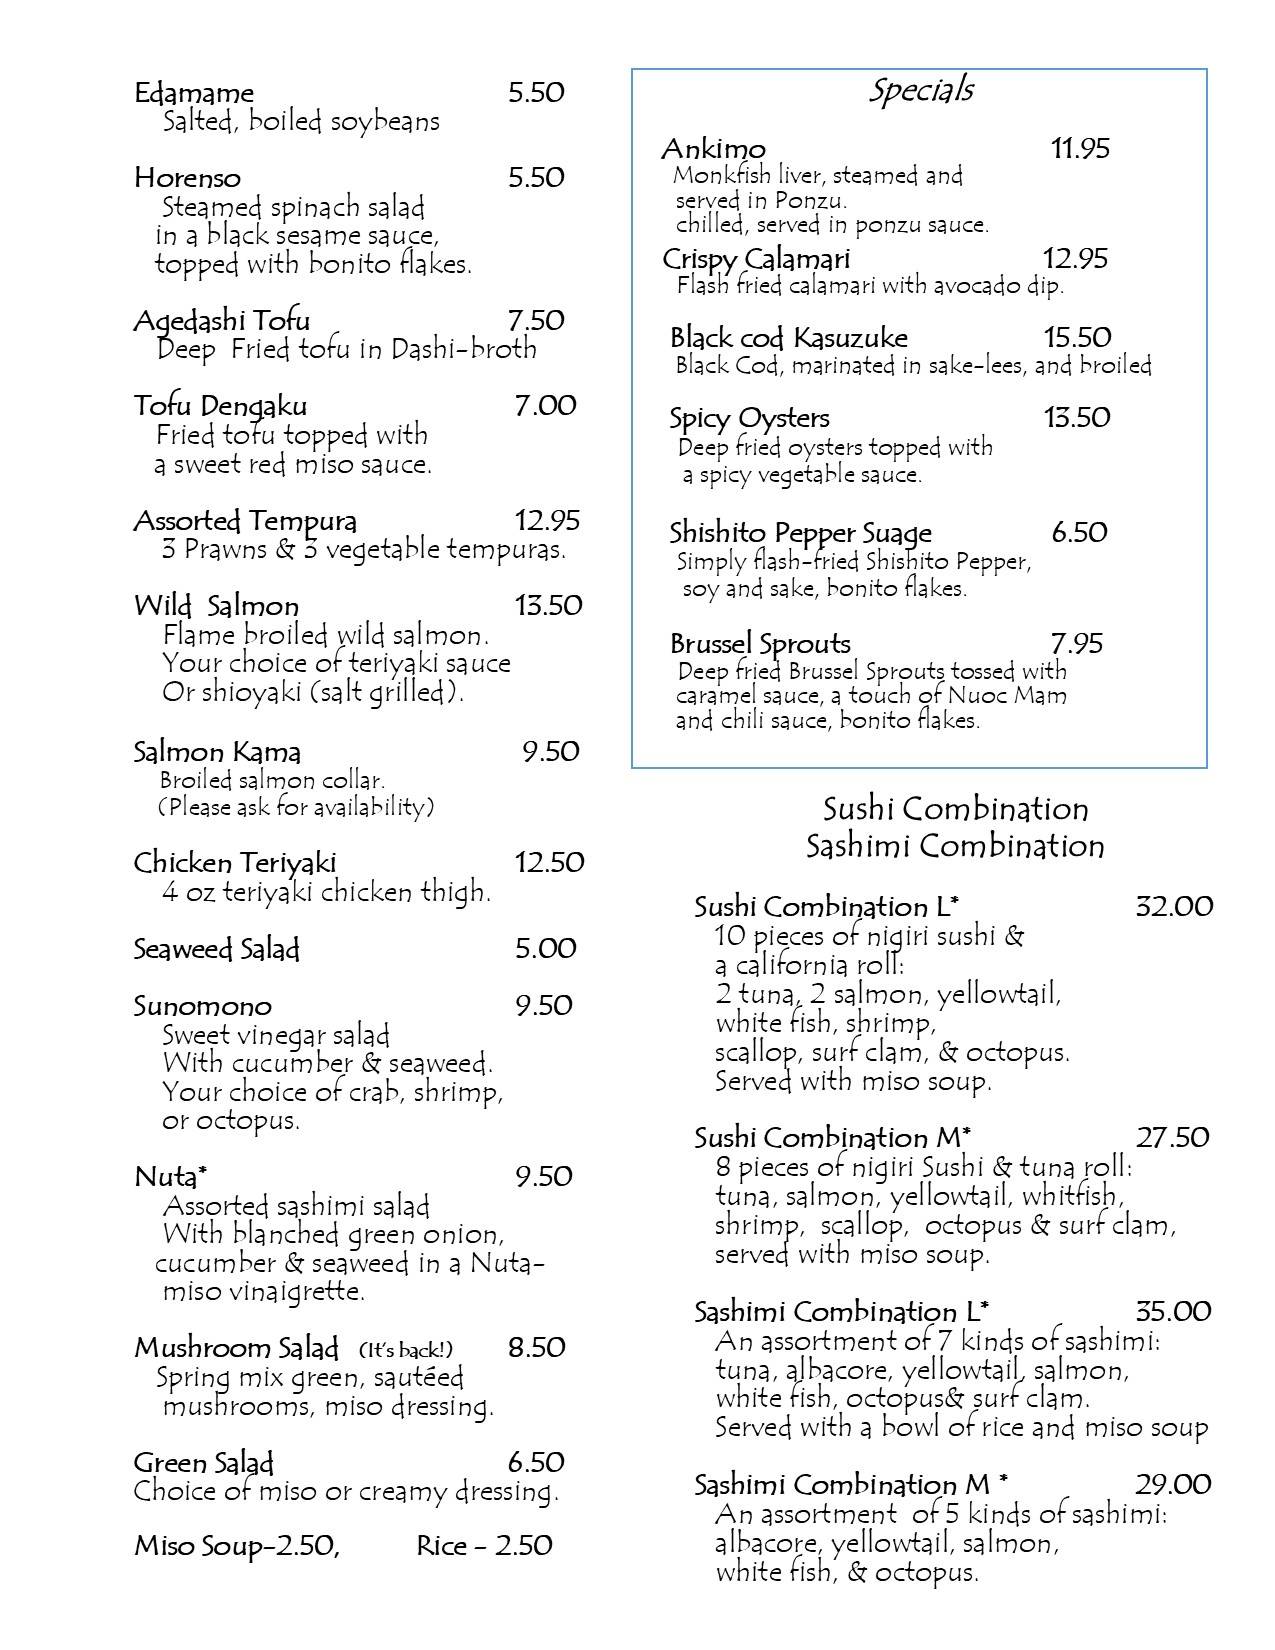 Edamame 5.50
Salted, boiled soybeans
Horenso 5.50
Steamed spinach salad
in a black sesame sauce,
topped with bonito flakes.
Agedashi Tofu 7.50
Deep Fried tofu in Dashi-broth
Tofu Dengaku 7.00
Fried tofu topped with
a sweet red miso sauce.
Assorted Tempura 12.95
3 Prawns & 3 vegetable tempuras.
Wild Salmon 13.50
Flame broiled wild salmon.
Your choice of teriyaki sauce
Or shioyaki (salt grilled).
Salmon Kama 9.50
Broiled salmon collar.
(Please ask for availability)
Chicken Teriyaki 12.50
4 oz teriyaki chicken thigh.
Seaweed Salad 5.00
Sunomono 9.50
Sweet vinegar salad
With cucumber & seaweed.
Your choice of crab, shrimp,
or octopus.
Nuta* 9.50
Assorted sashimi salad
With blanched green onion,
cucumber & seaweed in a Nuta-
miso vinaigrette.
Mushroom Salad (It's back!) 8.50
Spring mix green, sautéed
mushrooms, miso dressing.
Green Salad 6.50
Choice of miso or creamy dressing.
Miso Soup-2.50, Rice - 2.50
Specials
Ankimo 11.95
Monkfish liver, steamed and
served in Ponzu.
chilled, served in ponzu sauce.
Crispy Calamari 12.95
Flash fried calamari with avocado dip.
Black cod Kasuzuke 15.50
Black Cod, marinated in sake-lees, and broiled
Spicy Oysters 13.50
Deep fried oysters topped with
a spicy vegetable sauce.
Shishito Pepper Suage 6.50
Simply flash-fried Shishito Pepper,
soy and sake, bonito flakes.
Brussel Sprouts 7.95
Deep fried Brussel Sprouts tossed with
caramel sauce, a touch of Nuoc Mam
and chili sauce, bonito flakes.
Sushi Combination
Sashimi Combination
Sushi Combination L* 32.00
10 pieces of nigiri sushi &
a california roll:
2 tuna, 2 salmon, yellowtail,
white fish, shrimp,
scallop, surf clam, & octopus.
Served with miso soup.
Sushi Combination M* 27.50
8 pieces of nigiri Sushi & tuna roll:
tuna, salmon, yellowtail, whitfish,
shrimp, scallop, octopus & surf clam,
served with miso soup.
Sashimi Combination L* 35.00
An assortment of 7 kinds of sashimi:
tuna, albacore, yellowtail, salmon,
white fish, octopus& surf clam.
Served with a bowl of rice and miso soup
Sashimi Combination M * 29.00
An assortment of 5 kinds of sashimi:
albacore, yellowtail, salmon,
white fish, & octopus.